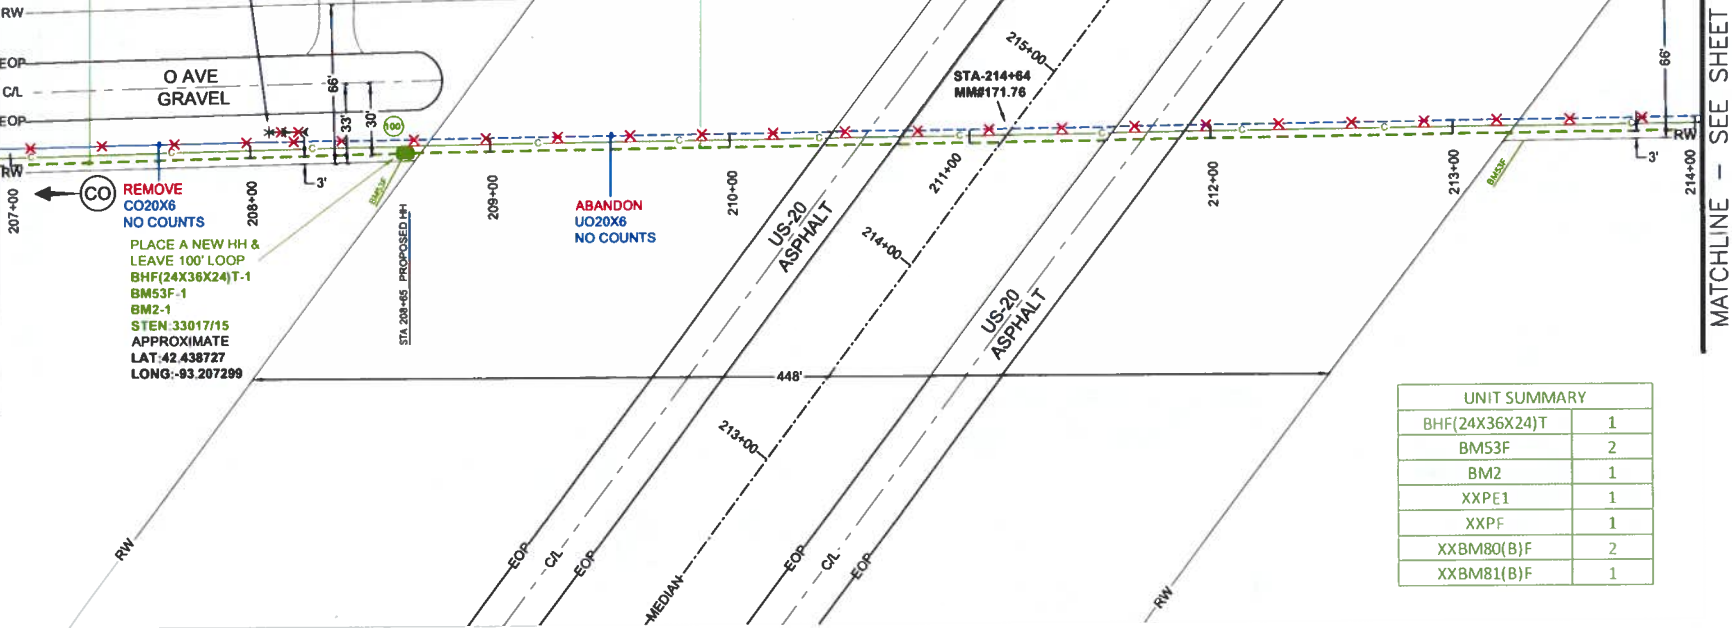 RW
EOP
C/L
EOP
RW
O AVE
GRAVEL
66'
33'
30'
100
3'
207+00
CO
208+00
REMOVE
CO20X6
NO COUNTS
PLACE A NEW HH &
LEAVE 100' LOOP
BHF(24X36X24)T-1
BM53F-1
BM2-1
STEN:33017/15
APPROXIMATE
LAT:42.438727
LONG:-93.207299
BM53F
STA 208+65 PROPOSED HH
209+00
ABANDON
UO20X6
NO COUNTS
210+00
US-20
ASPHALT
215+00
STA-214+64
MM#171.76
211+00
214+00
US-20
ASPHALT
212+00
213+00
BM53F
66'
RW
3'
214+00
MATCHLINE - SEE SHEET
448'
213+00
RW
EOP
C/L
EOP
MEDIAN
EOP
C/L
EOP
RW
C C C C C C C C
UNIT SUMMARY
BHF(24X36X24)T 1
BM53F 2
BM2 1
XXPE1 1
XXPF 1
XXBM80(B)F 2
XXBM81(B)F 1